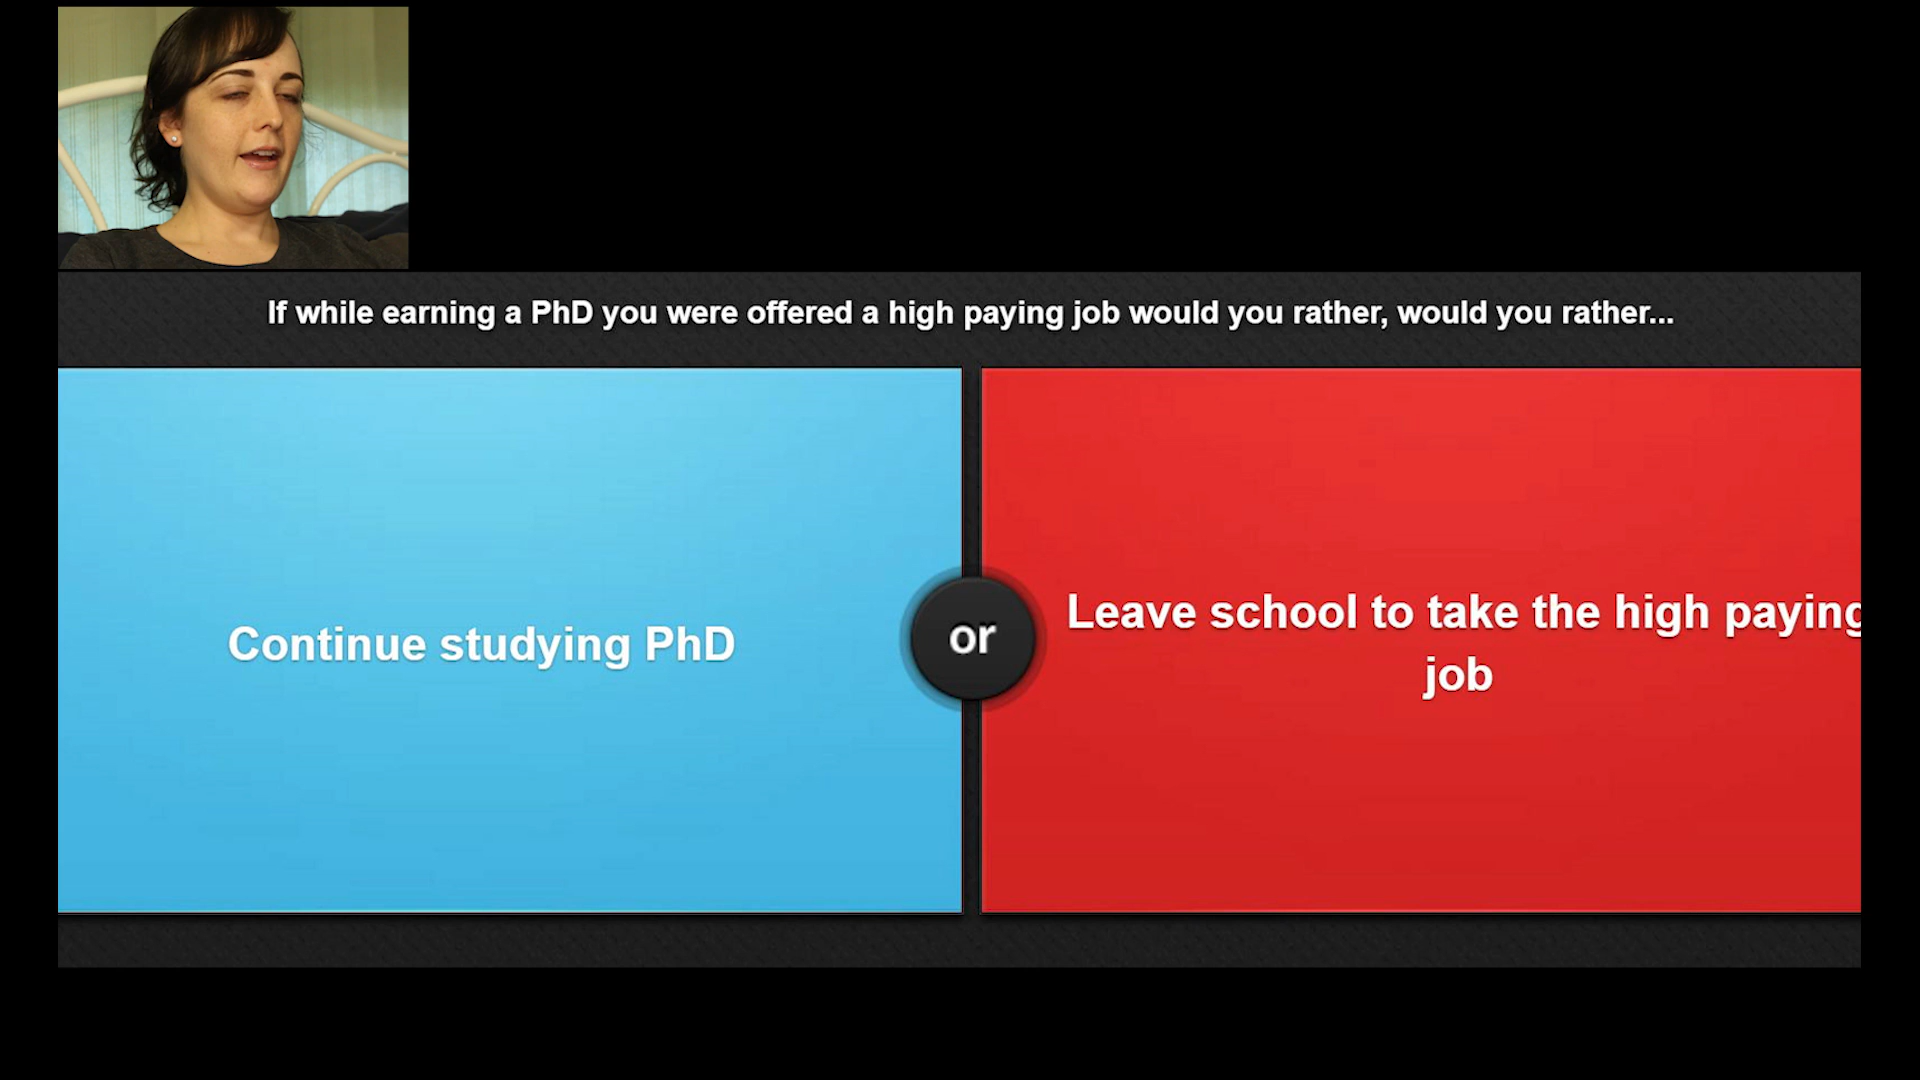 If while earning a PhD you were offered a high paying job would you rather, would you rather...
Continue studying PhD
or
Leave school to take the high paying
job